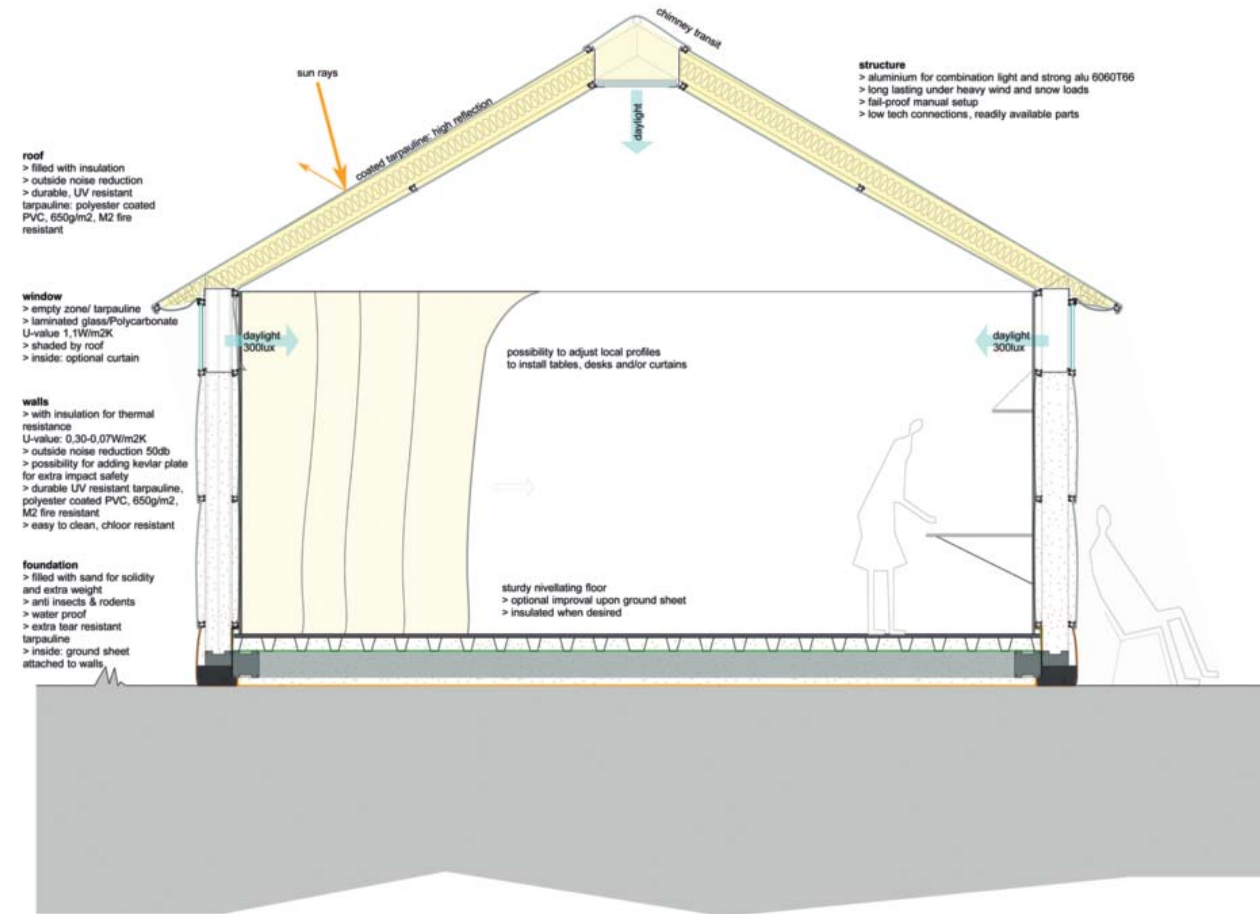 chimney transit
sun rays
coated tarpauline: high reflection
daylight
structure
> aluminium for combination light and strong alu 6060T66
> long lasting under heavy wind and snow loads
> fail-proof manual setup
> low tech connections, readily available parts
roof
> filled with insulation
> outside noise reduction
> durable, UV resistant
tarpauline: polyester coated
PVC, 650g/m2, M2 fire
resistant
window
> empty zone/ tarpauline
> laminated glass/Polycarbonate
U-value 1,1W/m2K
> shaded by roof
> inside: optional curtain
daylight
300lux
possibility to adjust local profiles
to install tables, desks and/or curtains
daylight
300lux
walls
> with insulation for thermal
resistance
U-value: 0,30-0,07W/m2K
> outside noise reduction 50db
> possibility for adding kevlar plate
for extra impact safety
> durable UV resistant tarpauline,
polyester coated PVC, 650g/m2,
M2 fire resistant
> easy to clean, chloor resistant
foundation
> filled with sand for solidity
and extra weight
> anti insects & rodents
> water proof
> extra tear resistant
tarpauline
> inside: ground sheet
attached to walls
sturdy nivellating floor
> optional improval upon ground sheet
> insulated when desired